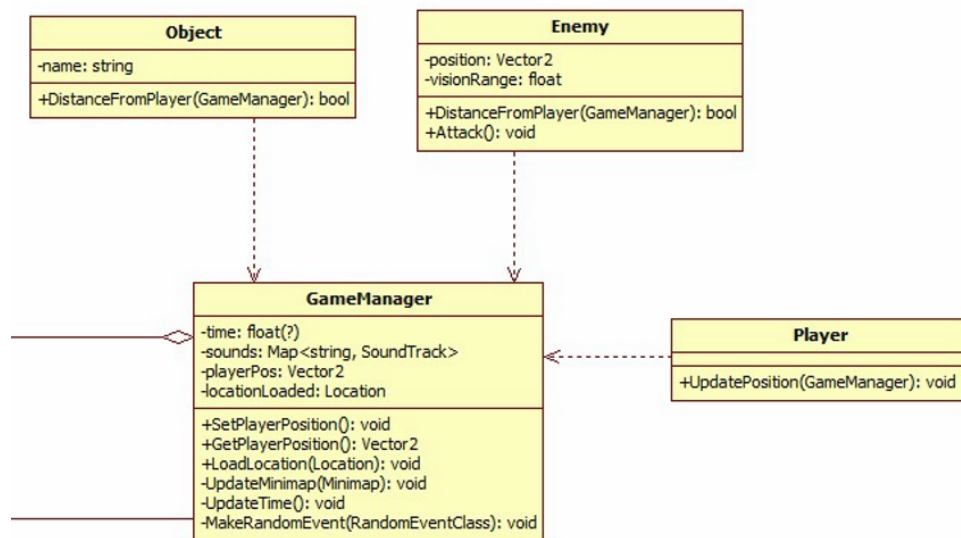 Object
-name: string
+DistanceFromPlayer(GameManager): bool
Enemy
-position: Vector2
-visionRange: float
+DistanceFromPlayer(GameManager): bool
+Attack(): void
GameManager
-time: float(?)
-sounds: Map<string, SoundTrack>
-playerPos: Vector2
-locationLoaded: Location
+SetPlayerPosition(): void
+GetPlayerPosition(): Vector2
+LoadLocation(Location): void
-UpdateMinimap(Minimap): void
-UpdateTime(): void
-MakeRandomEvent(RandomEventClass): void
Player
+UpdatePosition(GameManager): void